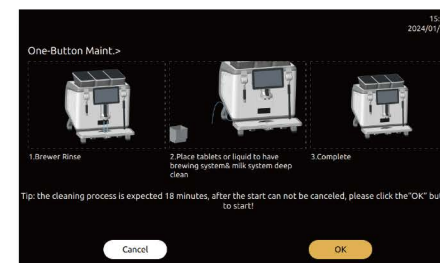 15:
2024/01/
One-Button Maint.>
1.Brewer Rinse
2.Place tablets or liquid to have
brewing system& milk system deep
clean
3.Complete
Tip: the cleaning process is expected 18 minutes, after the start can not be canceled, please click the"OK" but
to start!
Cancel
OK